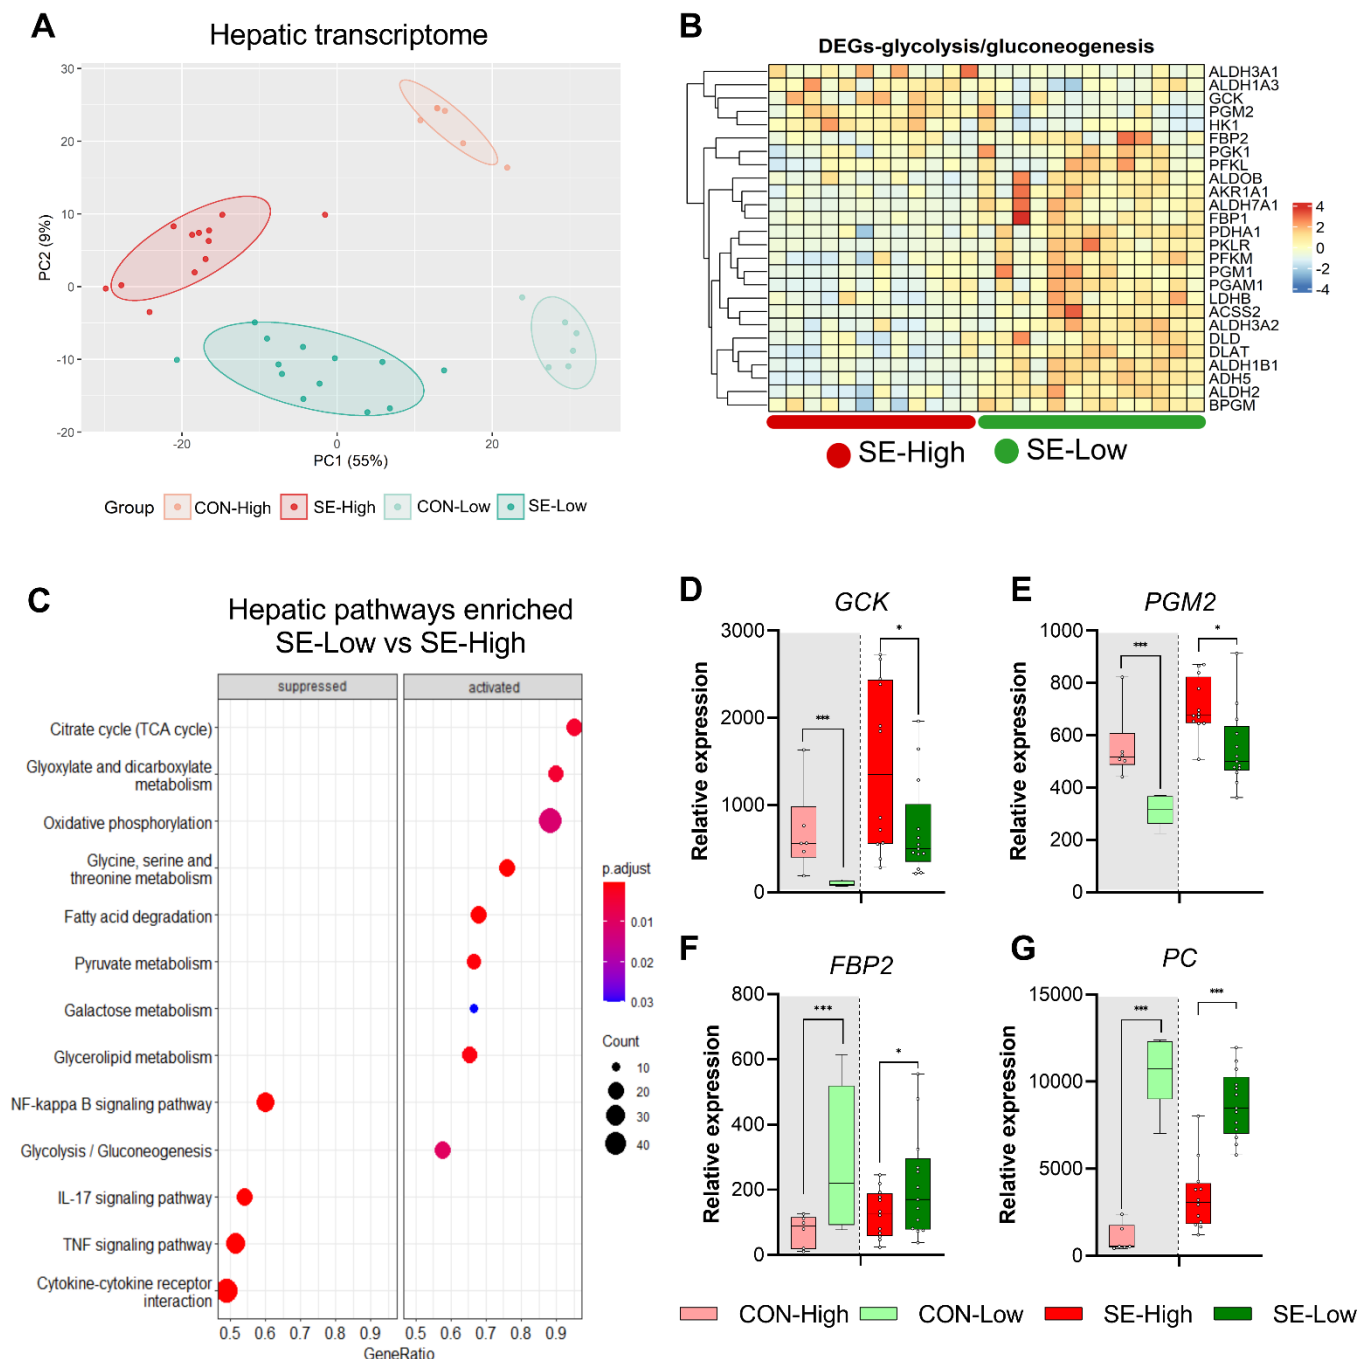 A
Hepatic transcriptome
30
20
10
0
-10
-20
PC2 (9%)
-20
0
20
PC1 (55%)
Group
CON-High
SE-High
CON-Low
SE-Low
B
DEGs-glycolysis/gluconeogenesis
ALDH3A1
ALDH1A3
GCK
PGM2
HK1
FBP2
PGK1
PFKL
ALDOB
AKR1A1
ALDH7A1
FBP1
PDHA1
PKLR
PFKM
PGM1
PGAM1
LDHB
ACSS2
ALDH3A2
DLD
DLAT
ALDH1B1
ADH5
ALDH2
BPGM
4
2
0
-2
-4
SE-High
SE-Low
C
Hepatic pathways enriched
SE-Low vs SE-High
suppressed
activated
Citrate cycle (TCA cycle)
Glyoxylate and dicarboxylate
metabolism
Oxidative phosphorylation
Glycine, serine and
threonine metabolism
Fatty acid degradation
Pyruvate metabolism
Galactose metabolism
Glycerolipid metabolism
NF-kappa B signaling pathway
Glycolysis / Gluconeogenesis
IL-17 signaling pathway
TNF signaling pathway
Cytokine-cytokine receptor
interaction
0.5 0.6 0.7 0.8 0.9
0.5 0.6 0.7 0.8 0.9
GeneRatio
p.adjust
0.01
0.02
0.03
Count
10
20
30
40
D
GCK
Relative expression
3000
2000
1000
0
***
*
E
PGM2
Relative expression
1000
800
600
400
200
0
***
*
F
FBP2
Relative expression
800
600
400
200
0
***
*
G
PC
Relative expression
15000
10000
5000
0
***
***
CON-High
CON-Low
SE-High
SE-Low